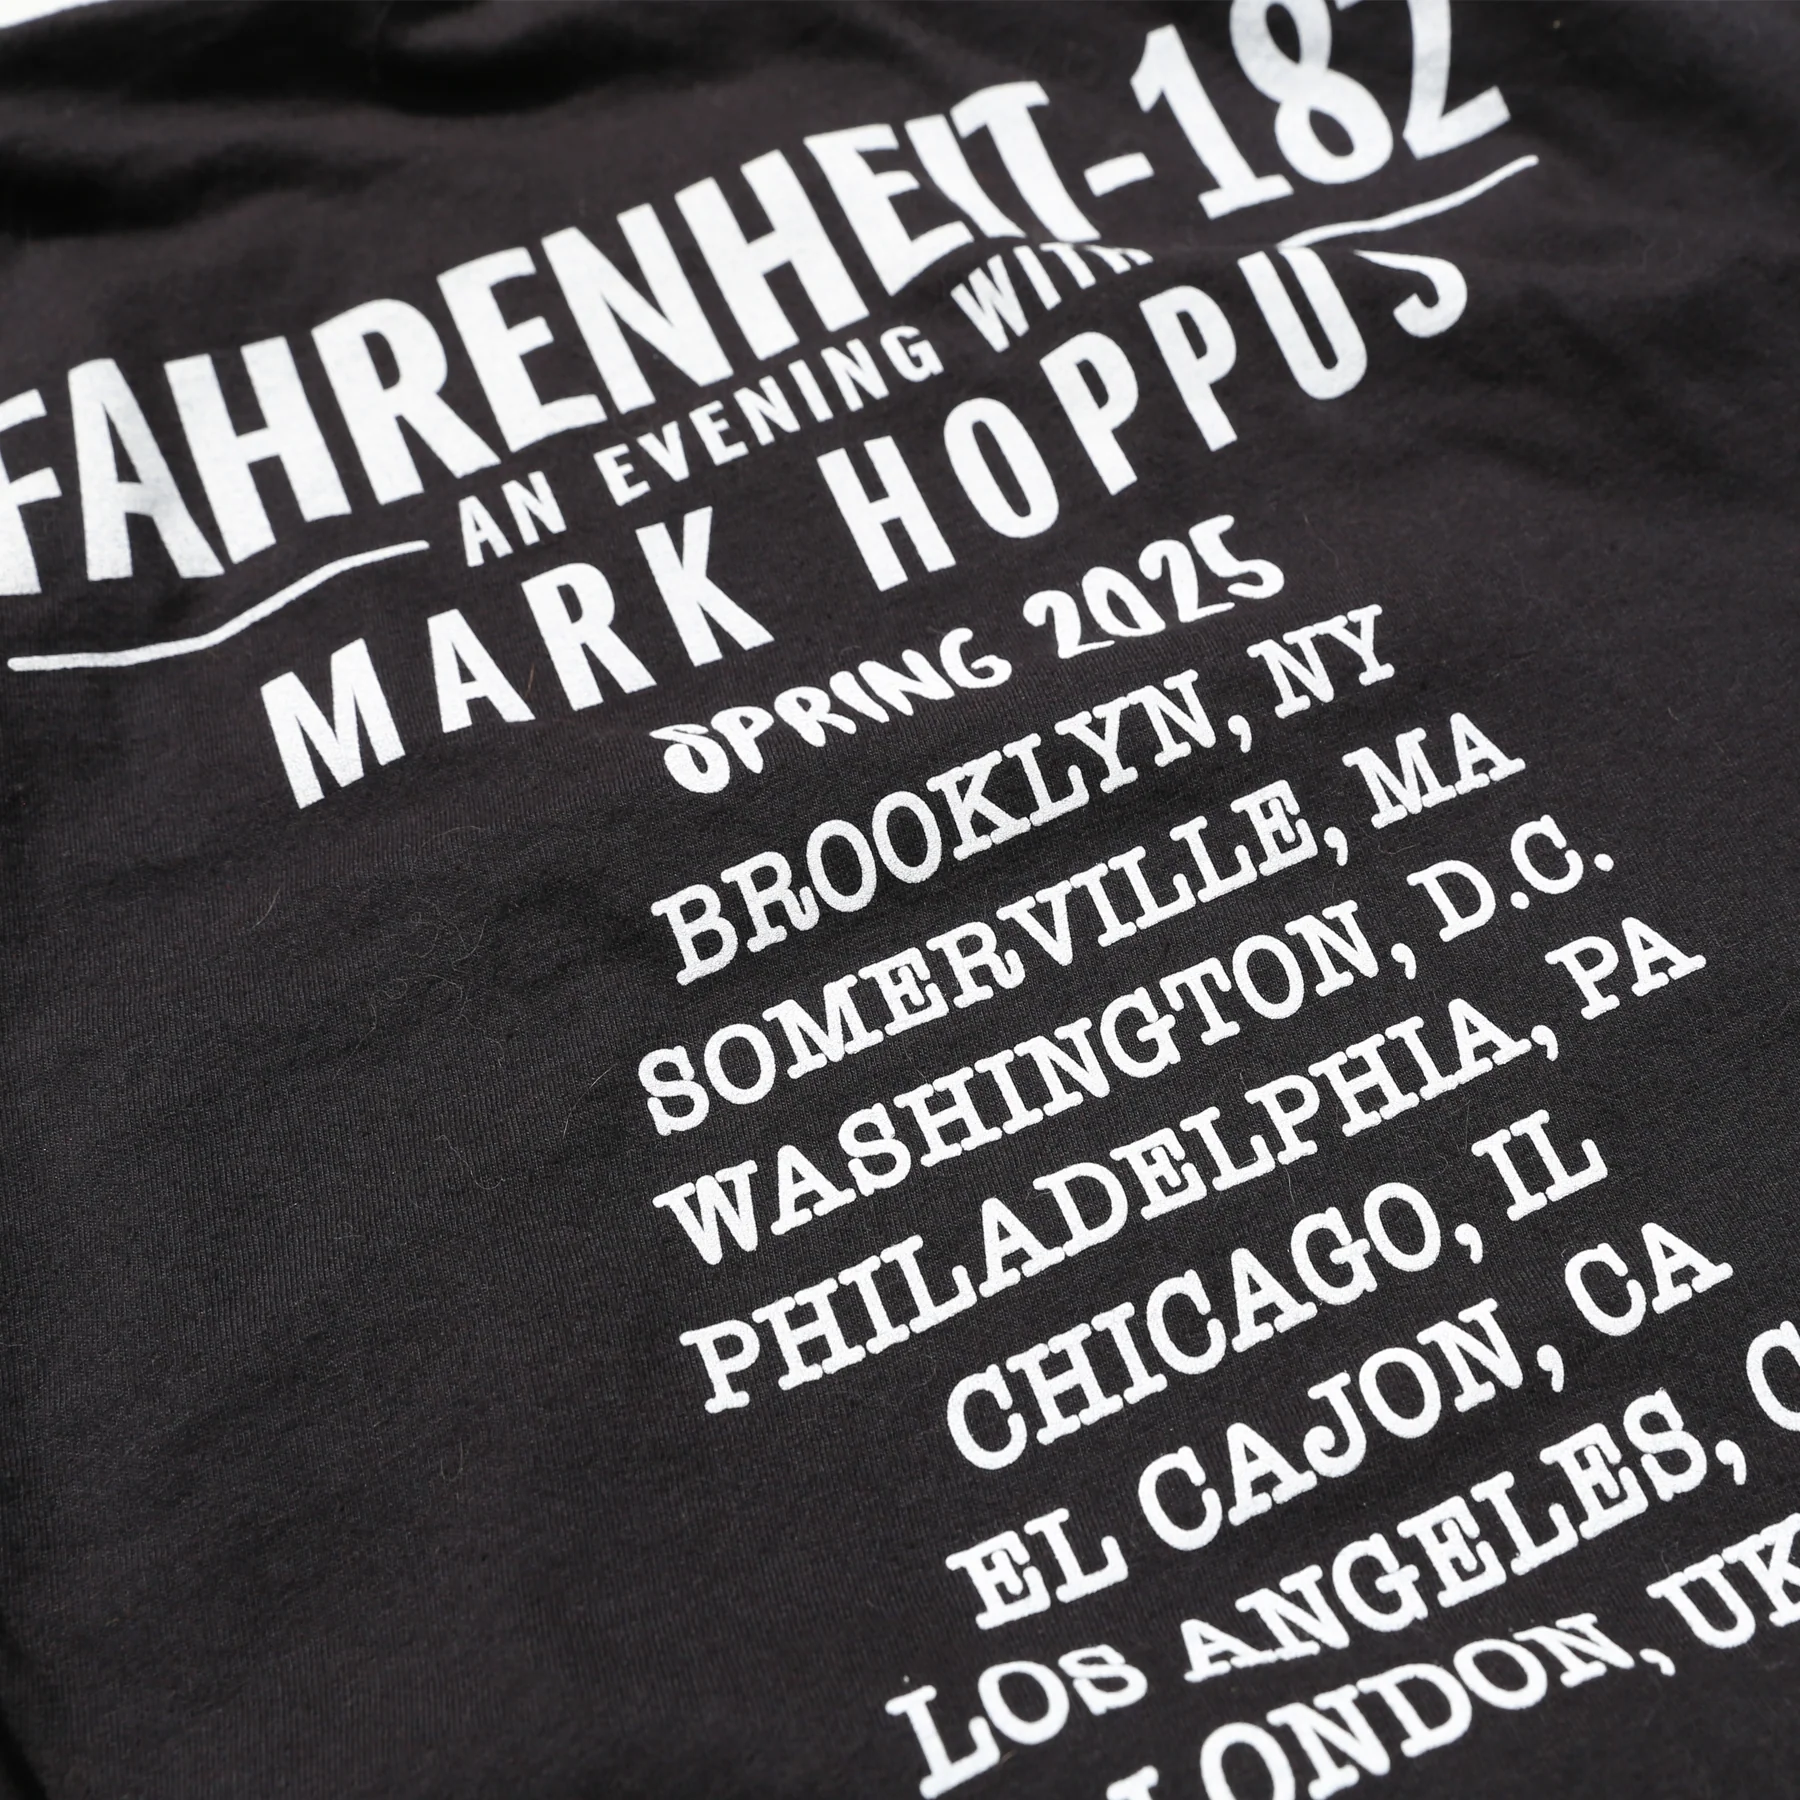 FAHRENHEIT-182
AN EVENING WITH
MARK HOPPUS
SPRING 2025
BROOKLYN, NY
SOMERVILLE, MA
WASHINGTON, D.C.
PHILADELPHIA, PA
CHICAGO, IL
EL CAJON, CA
LOS ANGELES, C
LONDON, UK